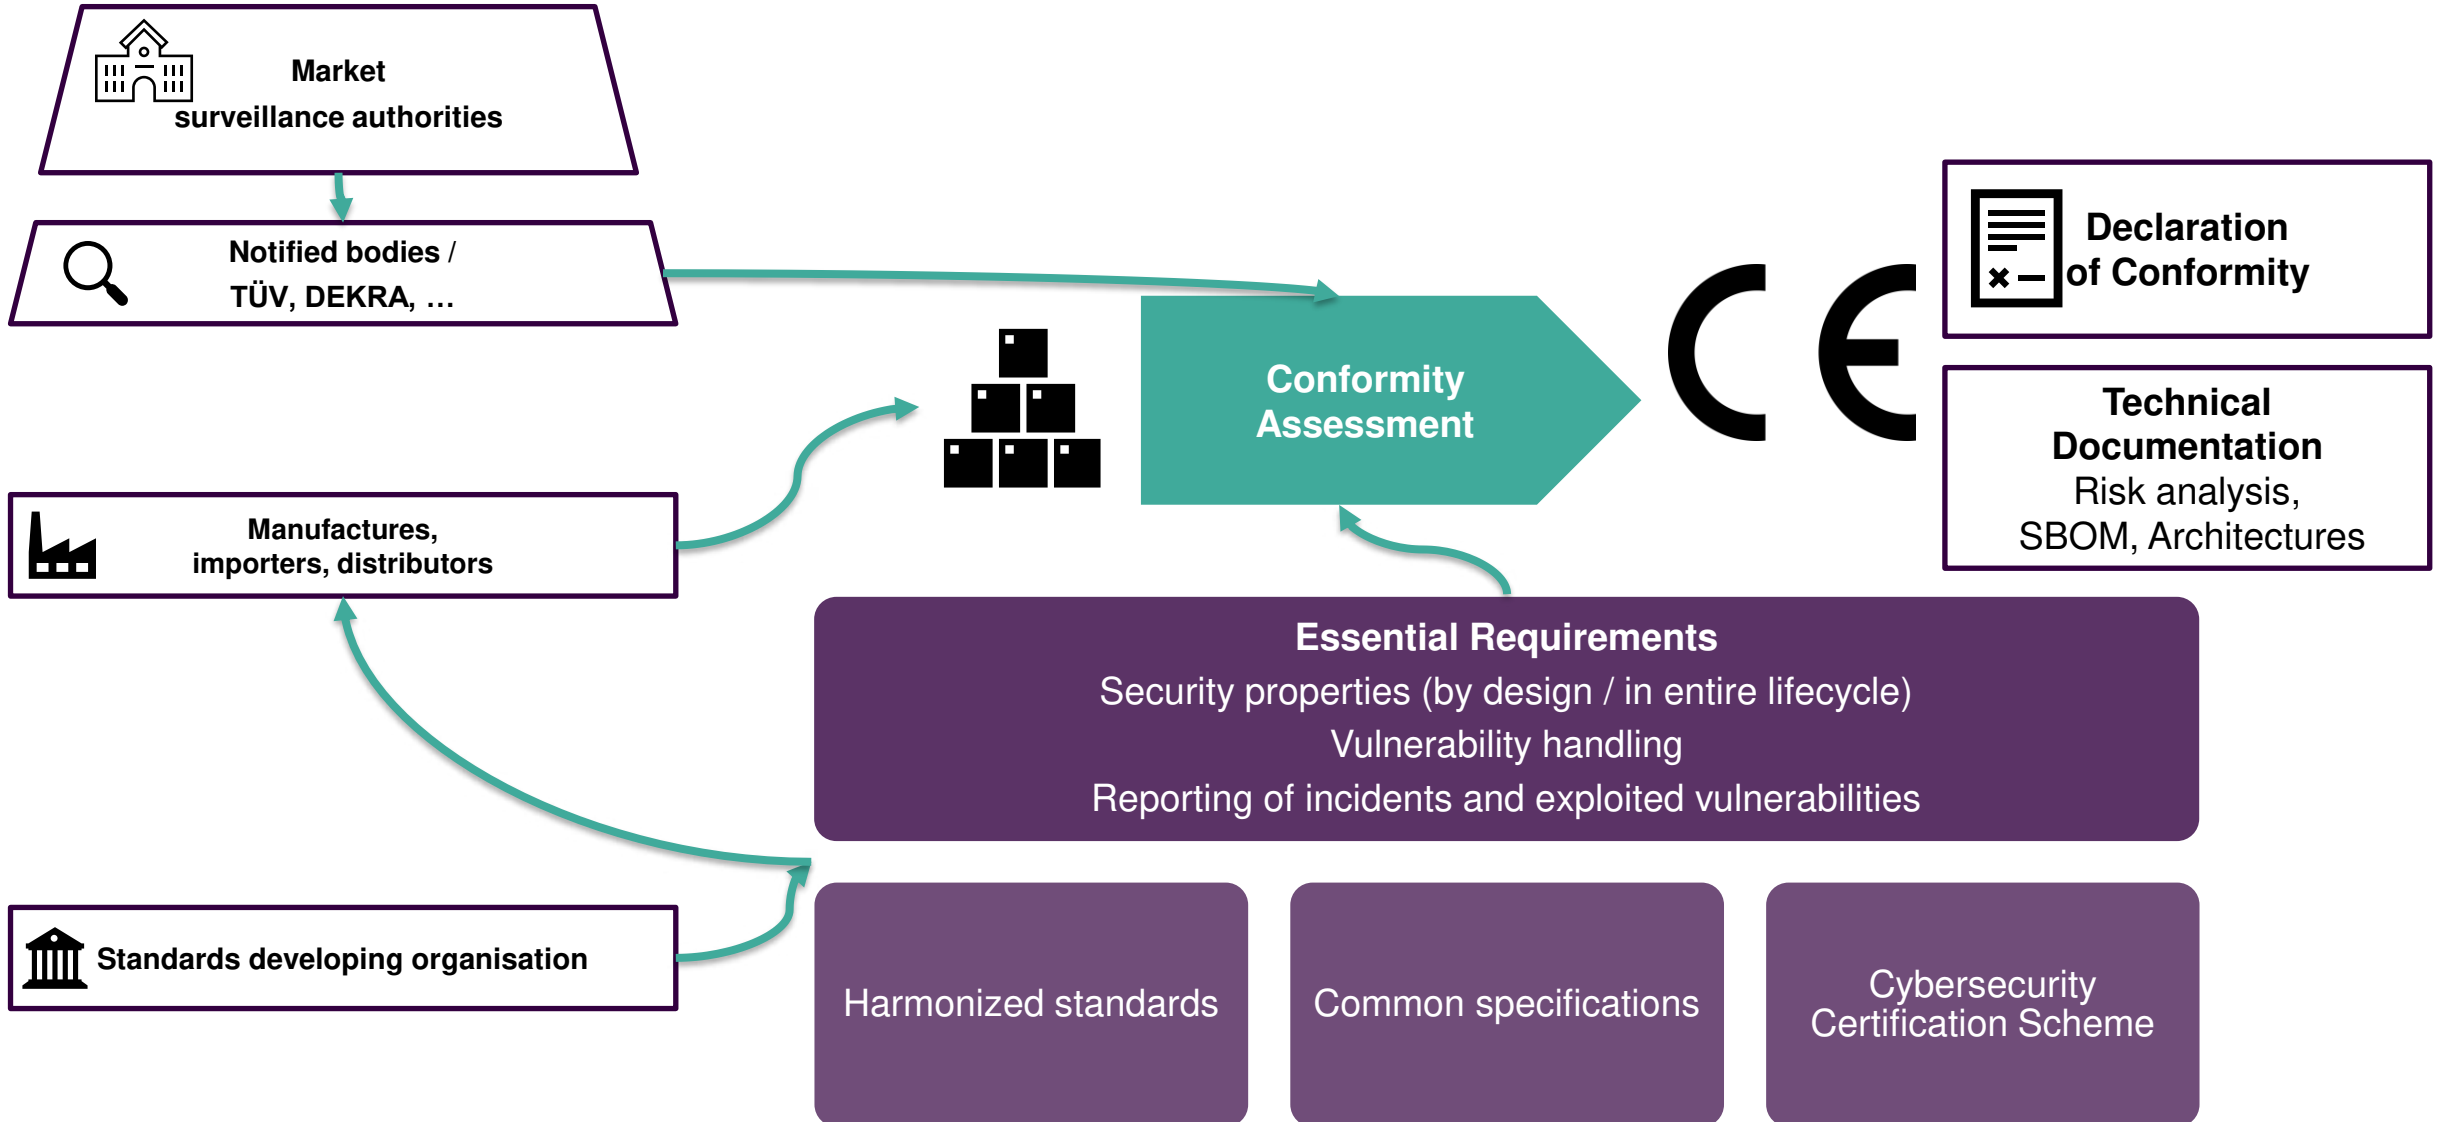 Market
surveillance authorities
Notified bodies /
TÜV, DEKRA, …
Manufactures,
importers, distributors
Standards developing organisation
Conformity
Assessment
CE
Declaration
of Conformity
Technical
Documentation
Risk analysis,
SBOM, Architectures
Essential Requirements
Security properties (by design / in entire lifecycle)
Vulnerability handling
Reporting of incidents and exploited vulnerabilities
Harmonized standards
Common specifications
Cybersecurity
Certification Scheme